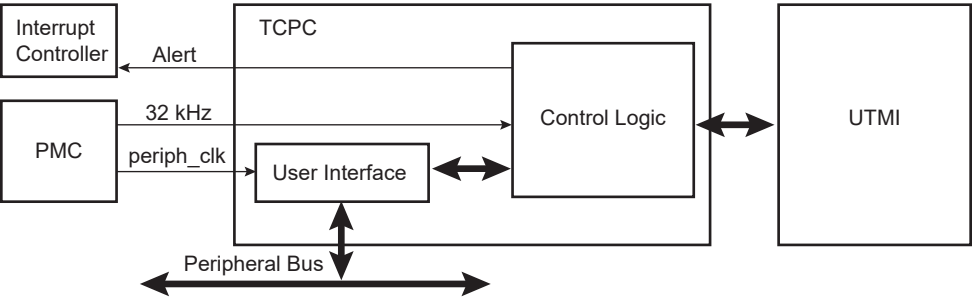 Interrupt
Controller
TCPC
Alert
32 kHz
Control Logic
UTMI
PMC
periph_clk
User Interface
Peripheral Bus